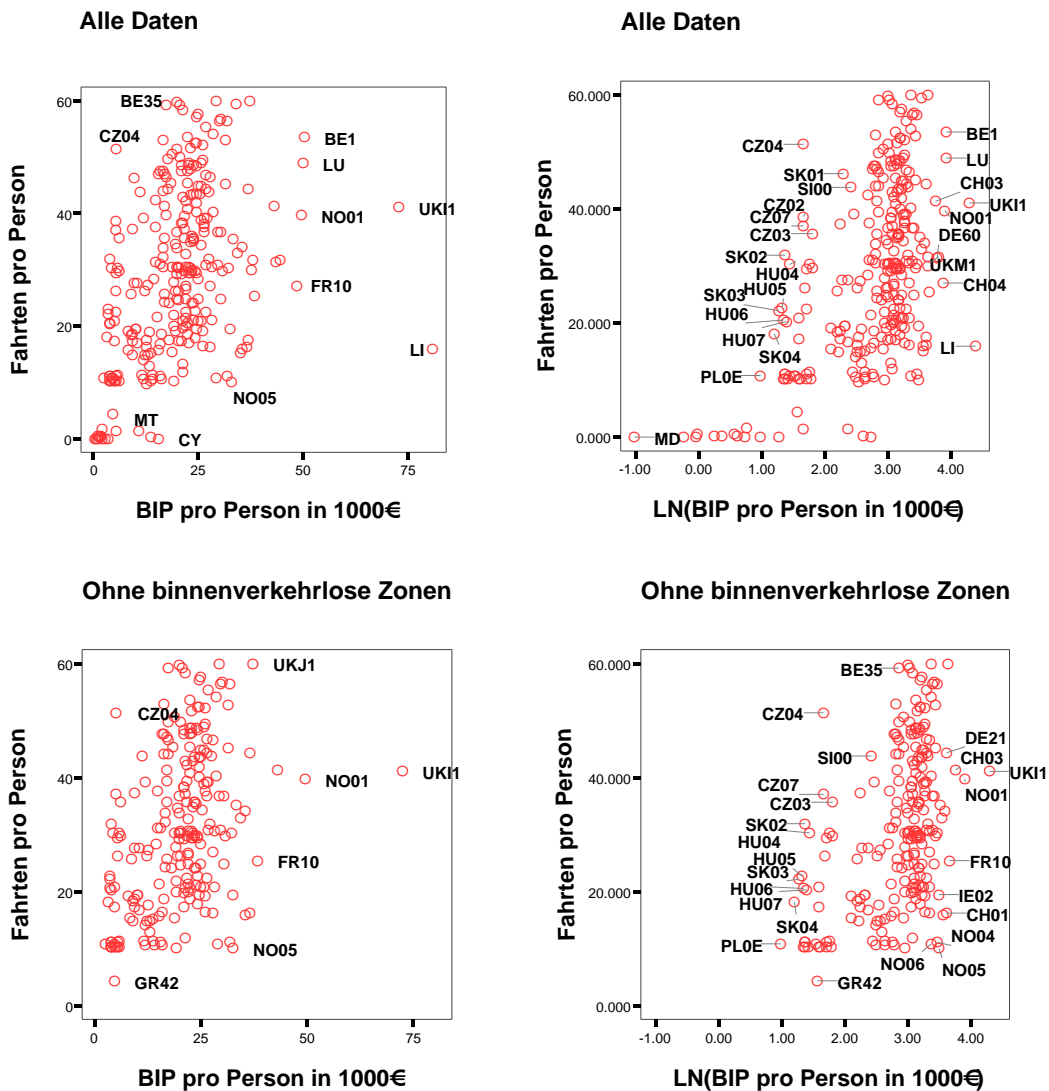 Alle Daten
Fahrten pro Person
60
40
20
0
BE35
CZ04
BE1
LU
NO01
UKI1
FR10
LI
NO05
MT
CY
0
25
50
75
BIP pro Person in 1000€
Alle Daten
Fahrten pro Person
60.000
40.000
20.000
0.000
BE1
CZ04
LU
SK01
SI00
CH03
CZ02
UKI1
CZ07
NO01
CZ03
DE60
SK02
UKM1
HU04
HU05
CH04
SK03
HU06
HU07
SK04
LI
PL0E
MD
-1.00
0.00
1.00
2.00
3.00
4.00
LN(BIP pro Person in 1000€)
Ohne binnenverkehrlose Zonen
Fahrten pro Person
60
40
20
0
UKJ1
CZ04
UKI1
NO01
FR10
NO05
GR42
0
25
50
75
BIP pro Person in 1000€
Ohne binnenverkehrlose Zonen
Fahrten pro Person
60.000
40.000
20.000
0.000
BE35
CZ04
DE21
SI00
CH03
UKI1
CZ07
NO01
CZ03
SK02
HU04
HU05
FR10
SK03
HU06
IE02
HU07
CH01
SK04
NO04
PL0E
NO06
NO05
GR42
-1.00
0.00
1.00
2.00
3.00
4.00
LN(BIP pro Person in 1000€)